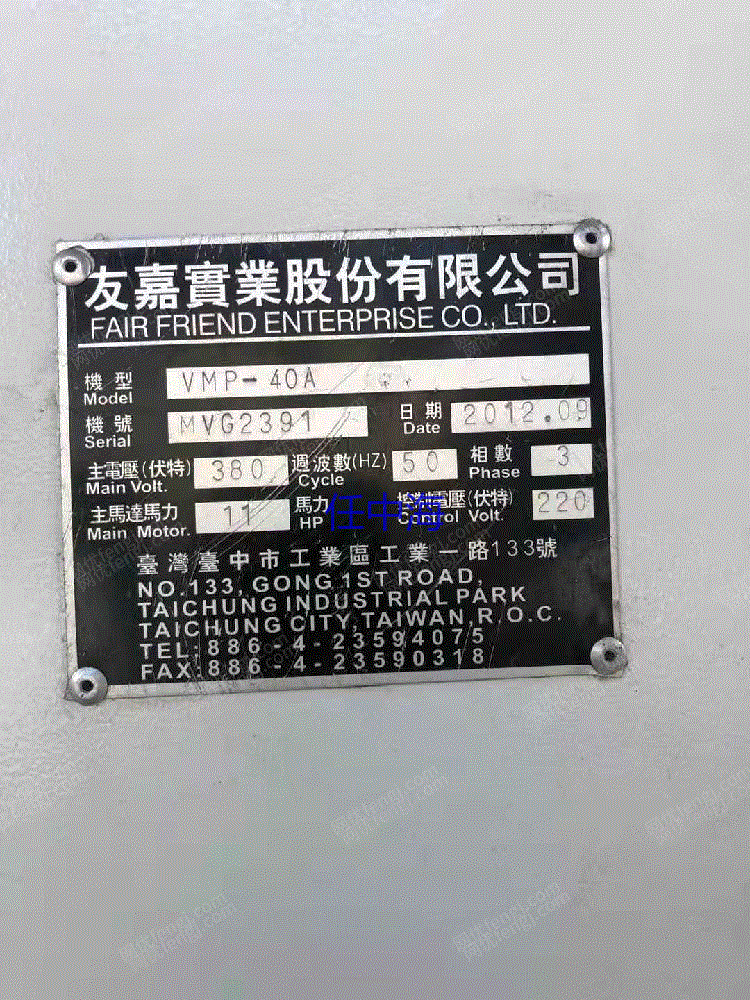 友嘉實業股份有限公司
FAIR FRIEND ENTERPRISE CO., LTD.
機型 Model VMP-40A
機號 Serial MVG2391 日期 Date 2012.09
主電壓(伏特) Main Volt. 380 週波數(HZ) Cycle 50 相數 Phase 3
主馬達馬力 Main Motor. 11 馬力 HP 任中 電壓(伏特) Control Volt. 220
臺灣臺中市工業區工業一路133號
NO.133, GONG 1ST ROAD,
TAICHUNG INDUSTRIAL PARK
TAICHUNG CITY, TAIWAN, R.O.C.
TEL:886-4-23594075
FAX:886-4-23590318